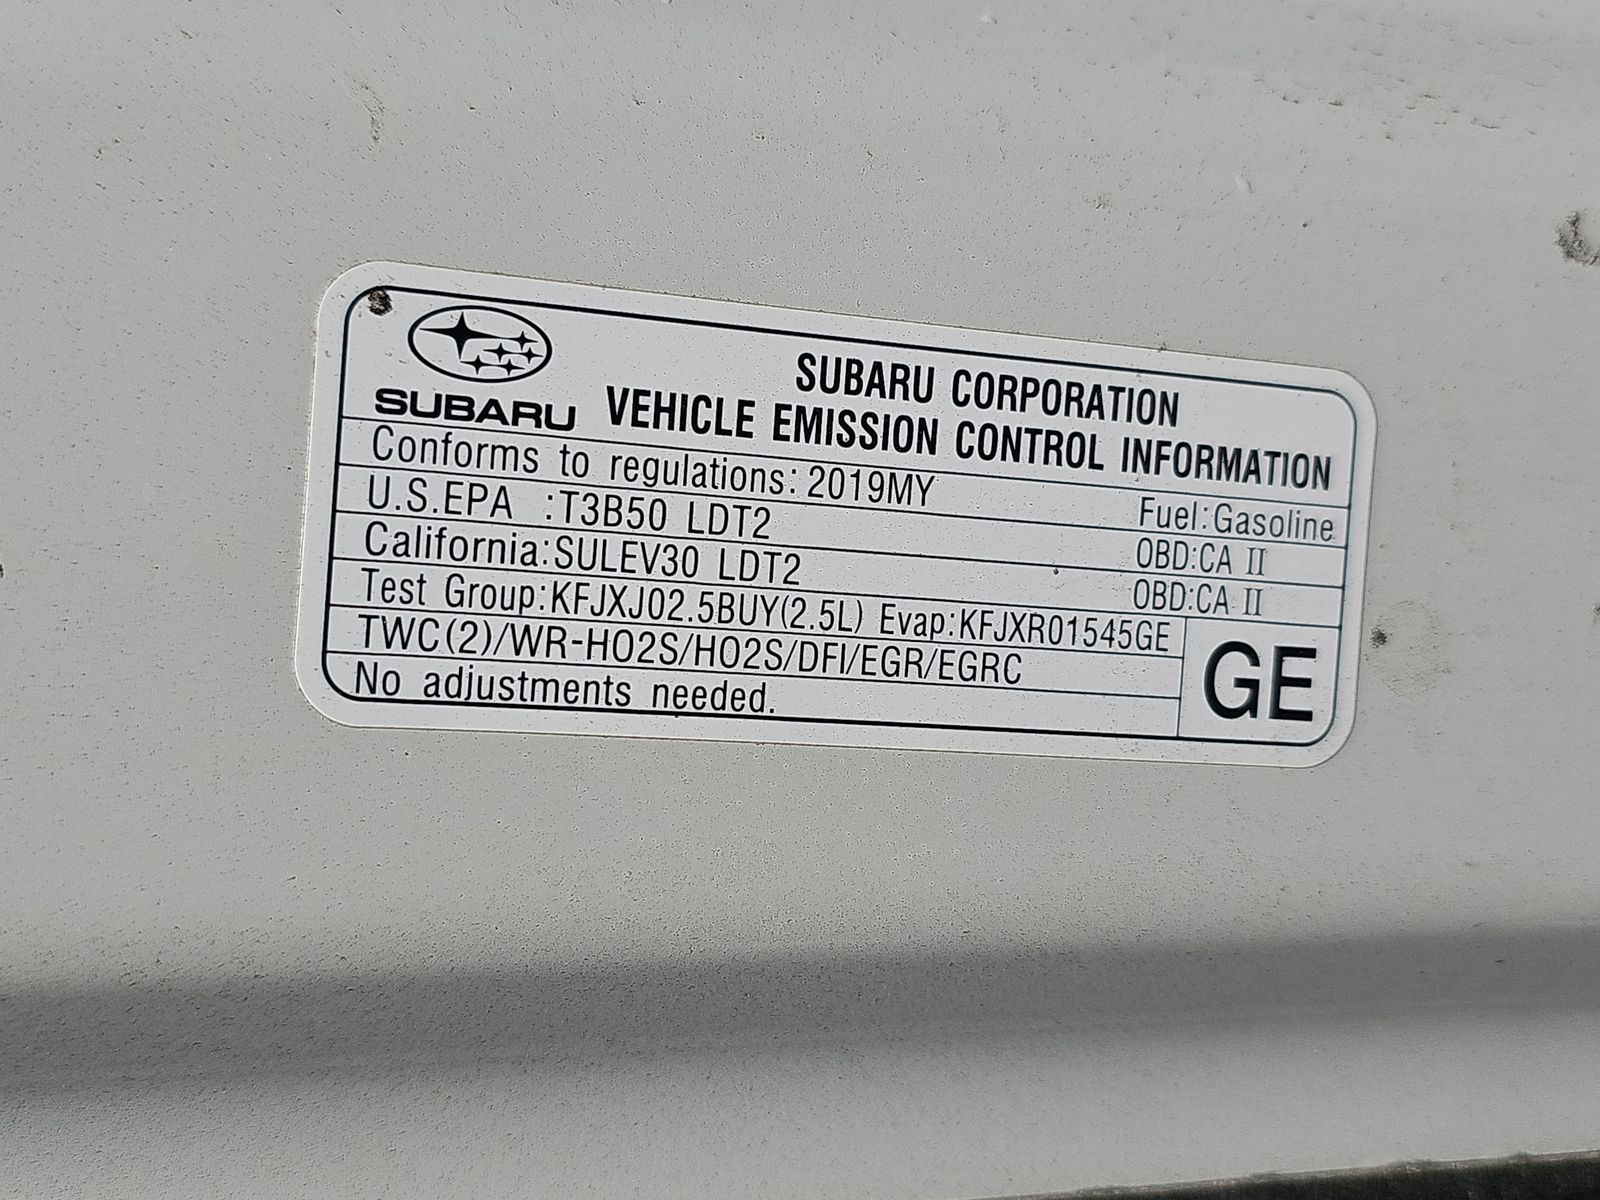 SUBARU CORPORATION
SUBARU VEHICLE EMISSION CONTROL INFORMATION
Conforms to regulations: 2019MY Fuel:Gasoline
U.S.EPA :T3B50 LDT2 OBD:CA II
California:SULEV30 LDT2 OBD:CA II
Test Group:KFJXJ02.5BUY(2.5L) Evap:KFJXR01545GE
TWC(2)/WR-HO2S/HO2S/DFI/EGR/EGRC
No adjustments needed.
GE